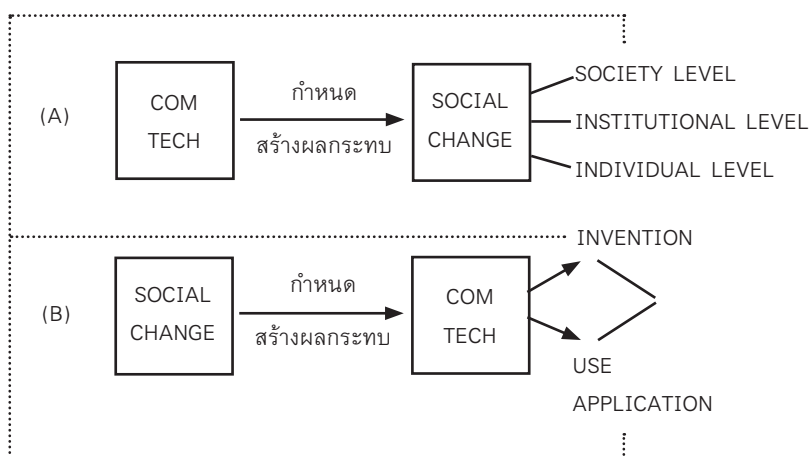 (A)
COM
TECH
กำหนด
สร้างผลกระทบ
SOCIAL
CHANGE
SOCIETY LEVEL
INSTITUTIONAL LEVEL
INDIVIDUAL LEVEL
(B)
SOCIAL
CHANGE
กำหนด
สร้างผลกระทบ
COM
TECH
INVENTION
USE
APPLICATION